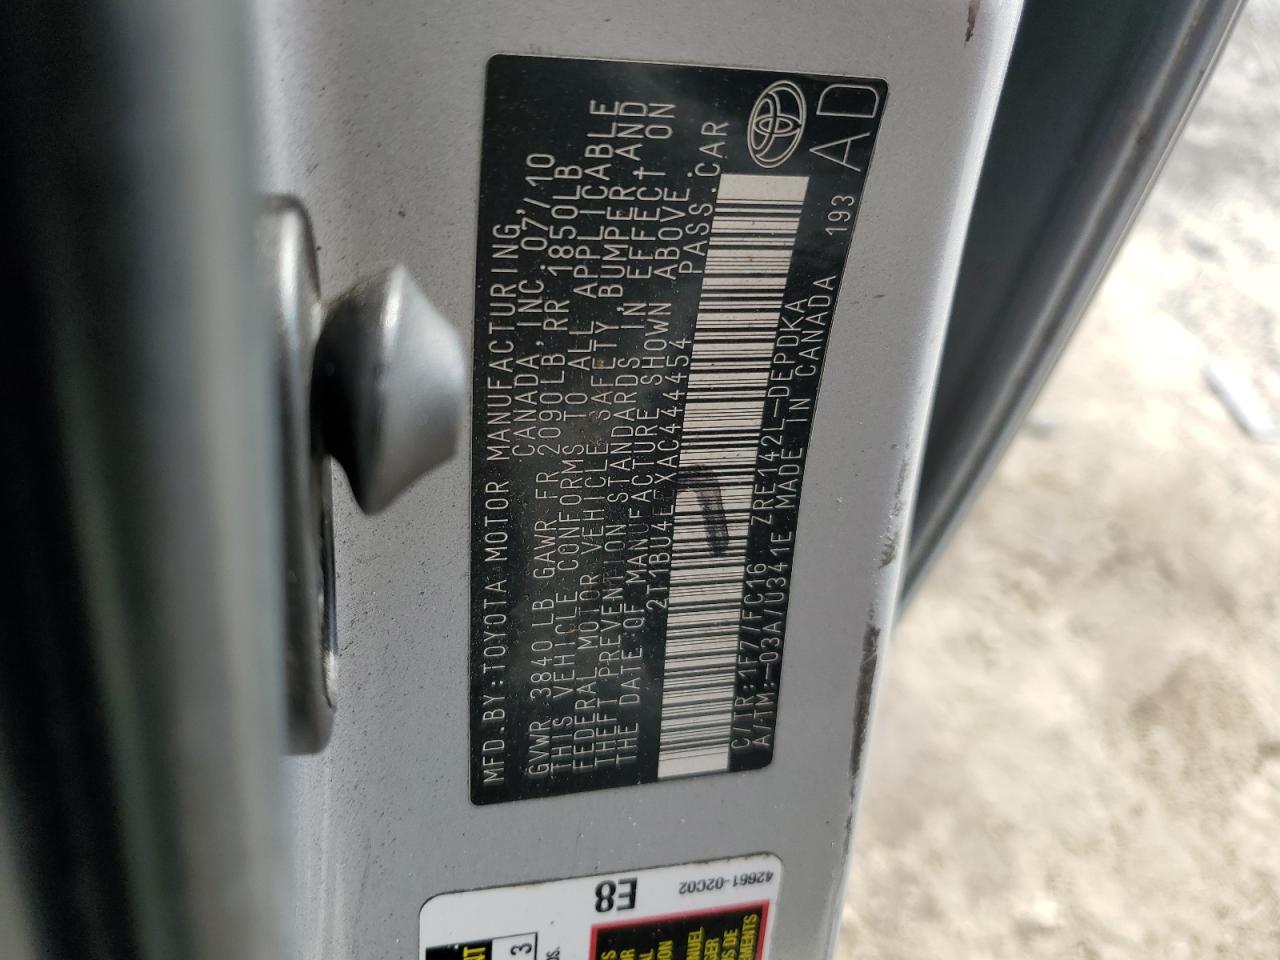 MFD.BY:TOYOTA MOTOR MANUFACTURING
CANADA, INC. 07/10
GVWR 3840 LB GAWR FR 2090LB, RR 1850LB
THIS VEHICLE CONFORMS TO ALL APPLICABLE
FEDERAL MOTOR VEHICLE SAFETY, BUMPER, AND
THEFT PREVENTION STANDARDS IN EFFECT ON
THE DATE OF MANUFACTURE SHOWN ABOVE.
2T1BU4EEXAC444454 PASS.CAR
C/TR:1F7/FC16 ZRE142L-DEPDKA 193
A/TM:-03A/U341E MADE IN CANADA
AD
42661-02C02
E8
3